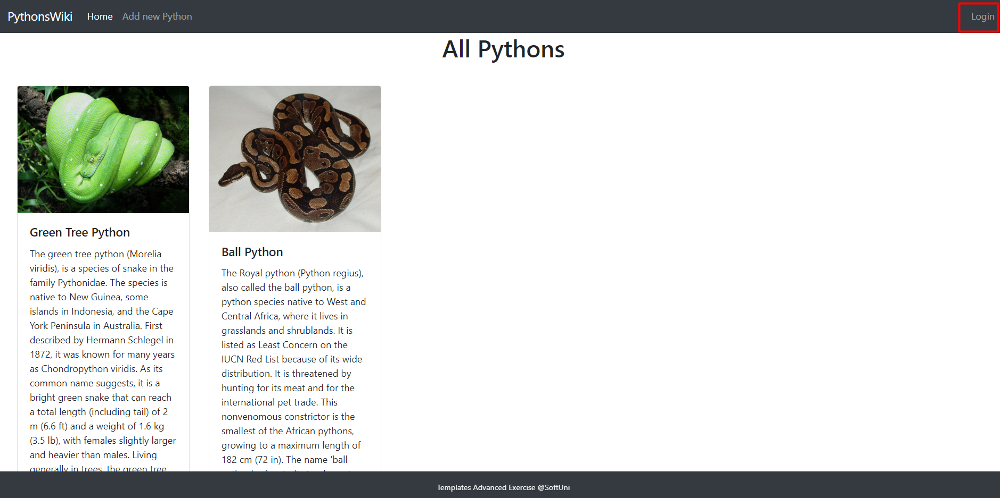 PythonsWiki Home Add new Python Login
All Pythons
Green Tree Python
The green tree python (Morelia
viridis), is a species of snake in the
family Pythonidae. The species is
native to New Guinea, some
islands in Indonesia, and the Cape
York Peninsula in Australia. First
described by Hermann Schlegel in
1872, it was known for many years
as Chondropython viridis. As its
common name suggests, it is a
bright green snake that can reach
a total length (including tail) of 2
m (6.6 ft) and a weight of 1.6 kg
(3.5 lb), with females slightly larger
and heavier than males. Living
generally in trees, the green tree
Ball Python
The Royal python (Python regius),
also called the ball python, is a
python species native to West and
Central Africa, where it lives in
grasslands and shrublands. It is
listed as Least Concern on the
IUCN Red List because of its wide
distribution. It is threatened by
hunting for its meat and for the
international pet trade. This
nonvenomous constrictor is the
smallest of the African pythons,
growing to a maximum length of
182 cm (72 in). The name 'ball
Templates Advanced Exercise @SoftUni